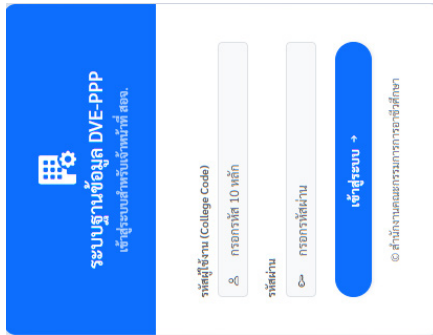 ระบบฐานข้อมูล DVE-PPP
เข้าสู่ระบบสำหรับเจ้าหน้าที่ สอจ.
รหัสผู้ใช้งาน (College Code)
กรอกรหัส 10 หลัก
รหัสผ่าน
กรอกรหัสผ่าน
เข้าสู่ระบบ →
© สำนักงานคณะกรรมการการอาชีวศึกษา